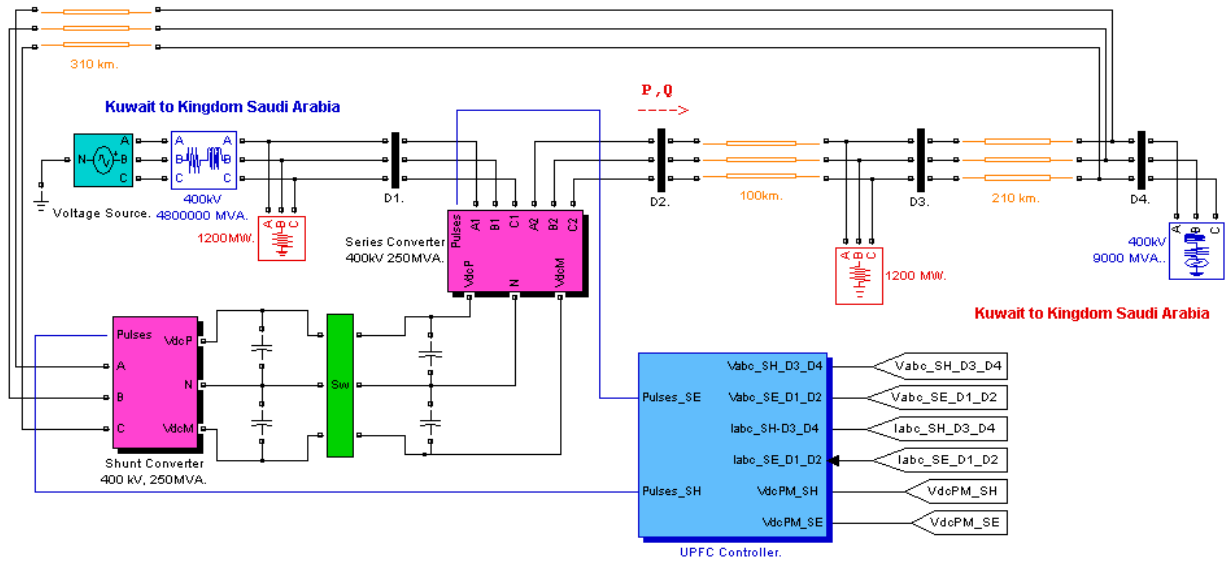 310 km.
Kuwait to Kingdom Saudi Arabia
P,Q
N
A
B
C
A
B
C
A
B
C
Voltage Source.
400kV
4800000 MVA.
A
B
C
1200MW.
D1.
D2.
100km.
D3.
210 km.
D4.
A
B
C
1200 MW.
A
B
C
400kV
9000 MVA..
Kuwait to Kingdom Saudi Arabia
Series Converter
400kV 250MVA.
Pulses
A1
B1
C1
A2
B2
C2
VdcP
N
VdcM
Pulses
A
B
C
VdcP
N
VdcM
Shunt Converter
400 kV, 250MVA.
Sw
Pulses_SE
Pulses_SH
Vabc_SH_D3_D4
Vabc_SE_D1_D2
Iabc_SH-D3_D4
Iabc_SE_D1_D2
VdcPM_SH
VdcPM_SE
UPFC Controller.
Vabc_SH_D3_D4
Vabc_SE_D1_D2
Iabc_SH_D3_D4
Iabc_SE_D1_D2
VdcPM_SH
VdcPM_SE